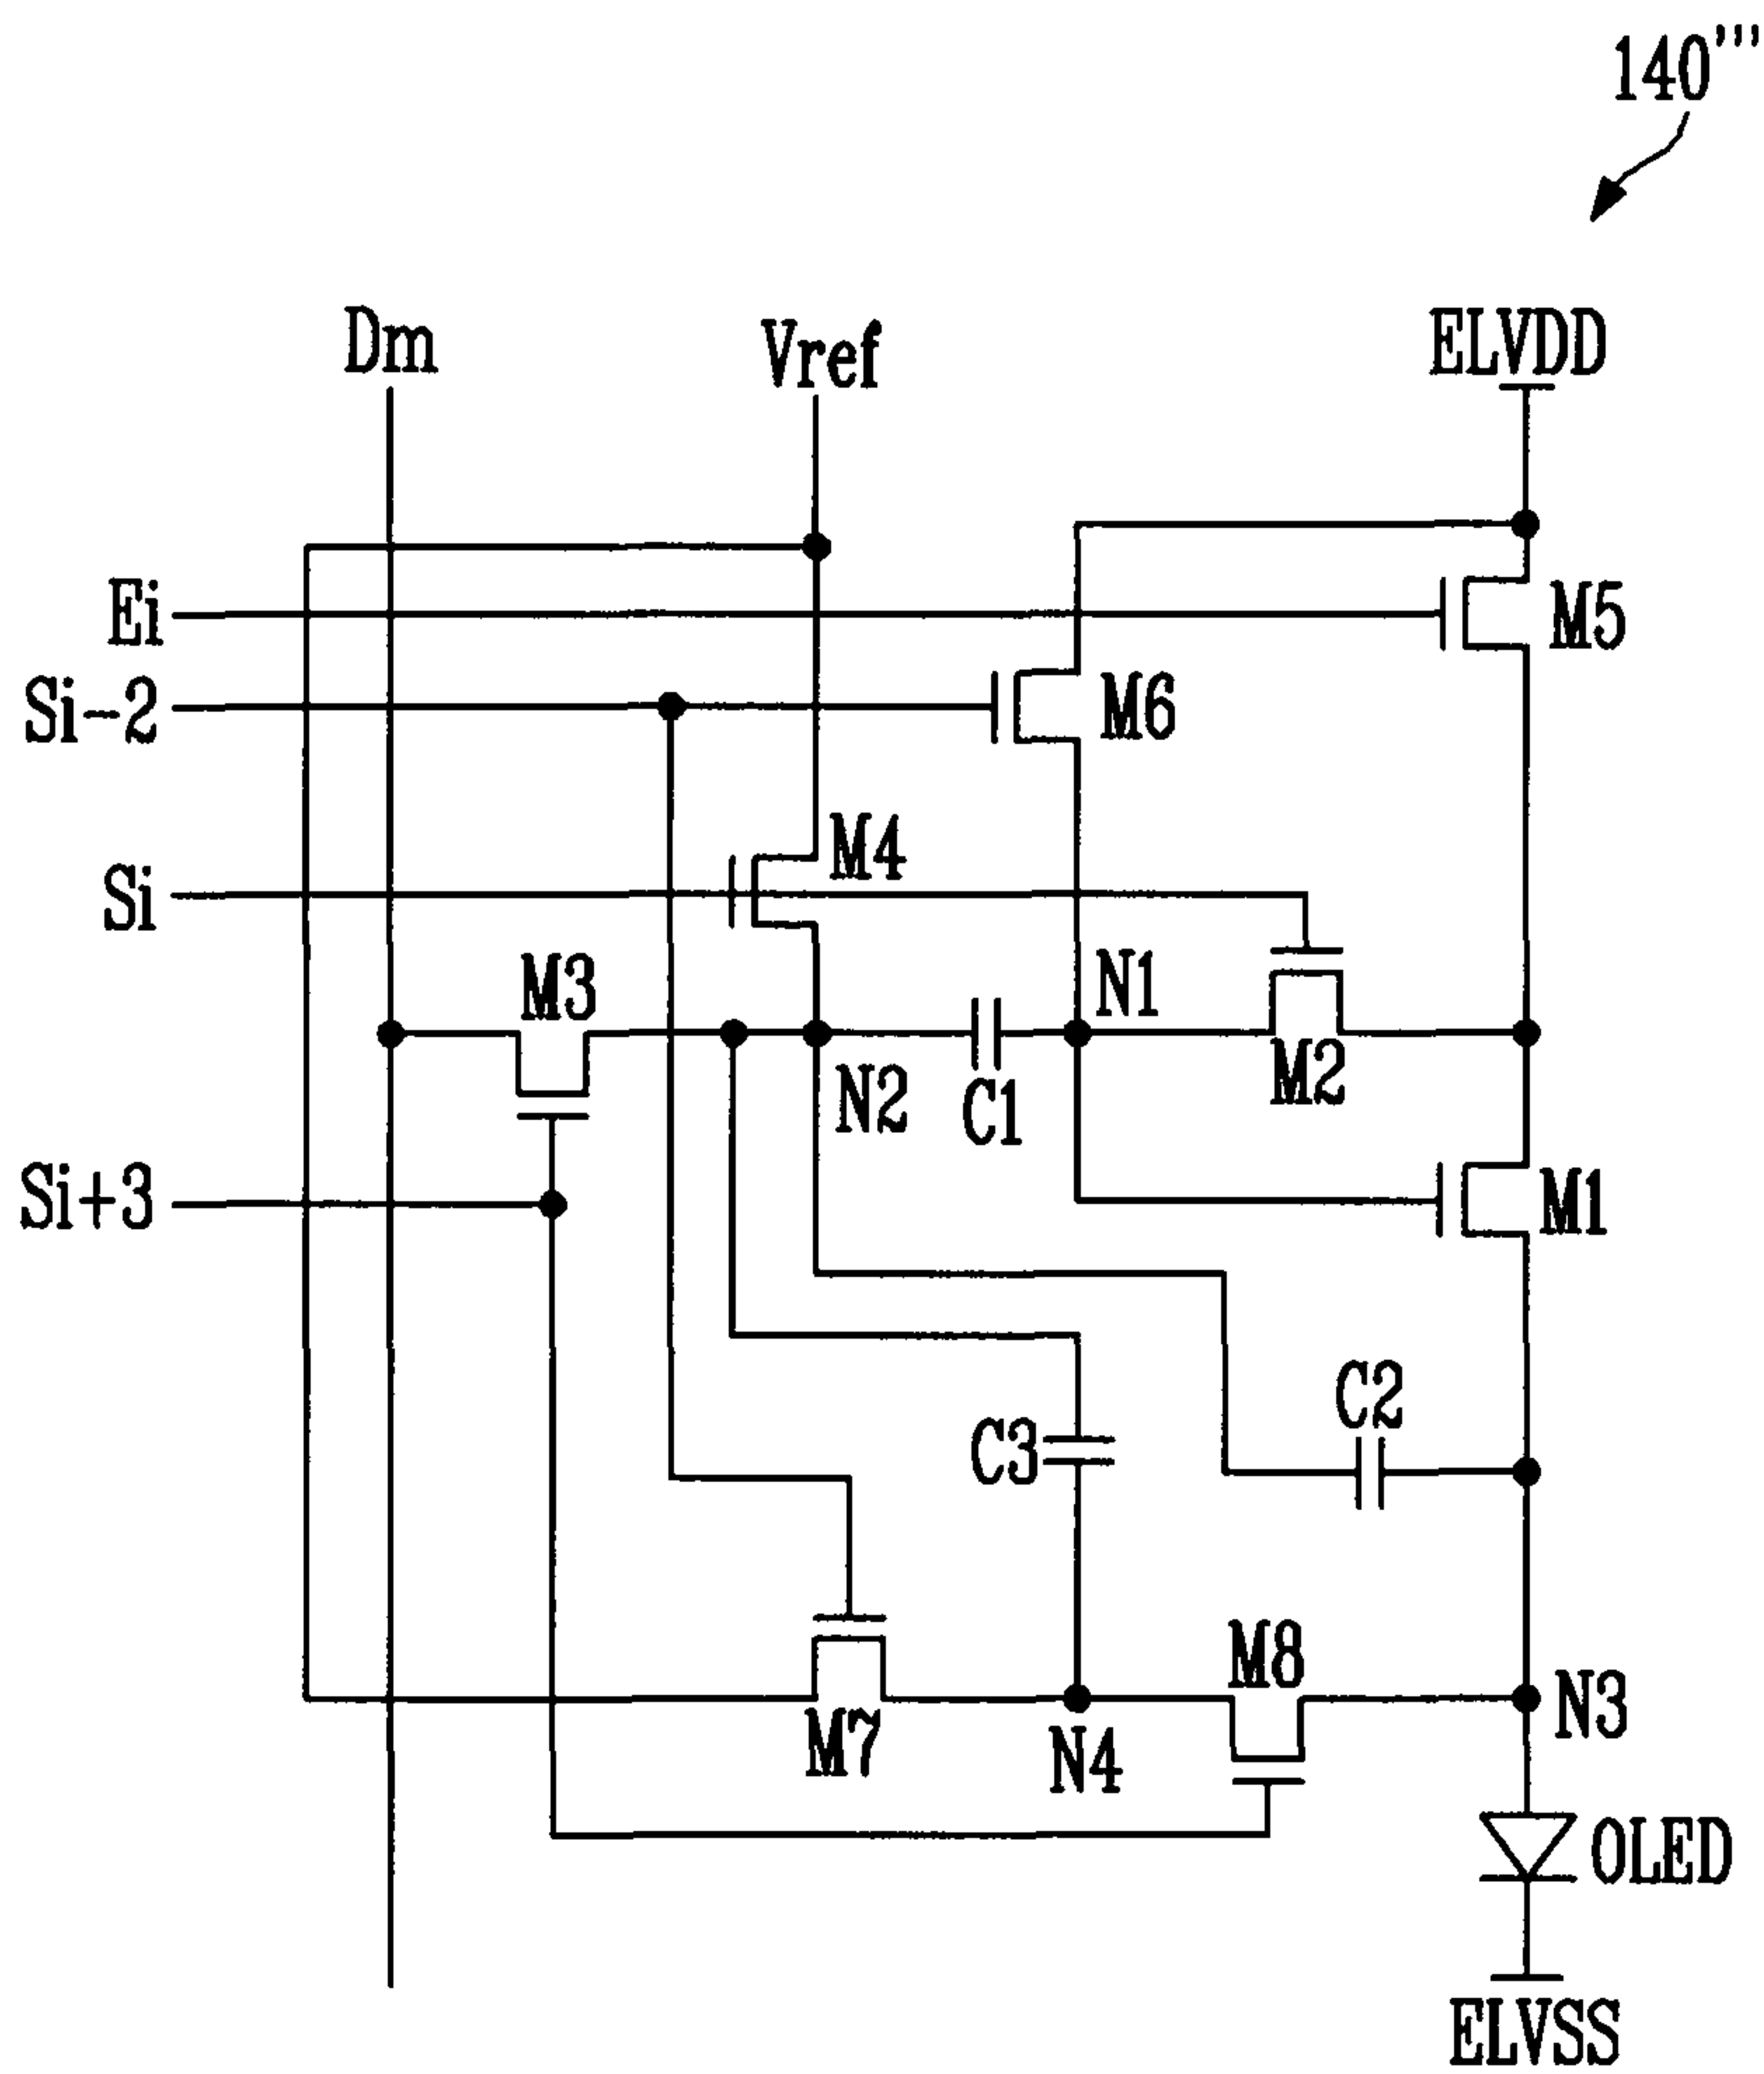 140'''
Dm
Vref
ELVDD
Ei
M5
Si-2
M6
M4
Si
M3
N1
N2
C1
M2
Si+3
M1
C2
C3
M8
M7
N4
N3
OLED
ELVSS